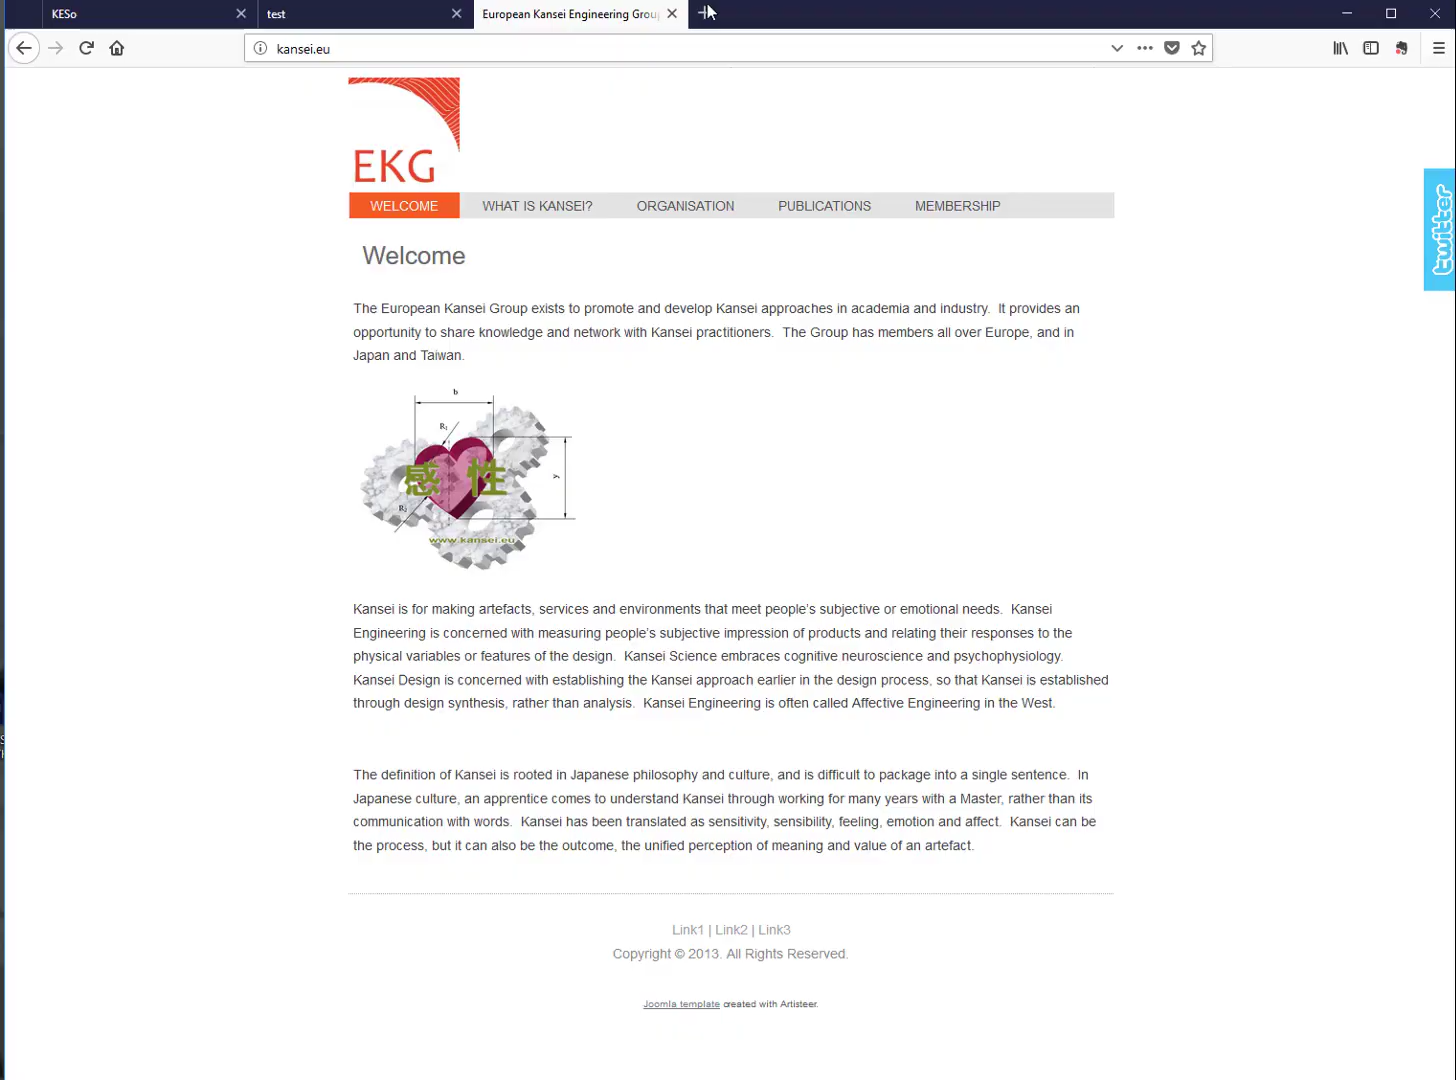 KESo
test
European Kansei Engineering Grou
kansei.eu
EKG
WELCOME
WHAT IS KANSEI?
ORGANISATION
PUBLICATIONS
MEMBERSHIP
twitter
Welcome
The European Kansei Group exists to promote and develop Kansei approaches in academia and industry. It provides an
opportunity to share knowledge and network with Kansei practitioners. The Group has members all over Europe, and in
Japan and Taiwan.
b
R1
感 性
y
R2
www.kansei.eu
Kansei is for making artefacts, services and environments that meet people's subjective or emotional needs. Kansei
Engineering is concerned with measuring people's subjective impression of products and relating their responses to the
physical variables or features of the design. Kansei Science embraces cognitive neuroscience and psychophysiology.
Kansei Design is concerned with establishing the Kansei approach earlier in the design process, so that Kansei is established
through design synthesis, rather than analysis. Kansei Engineering is often called Affective Engineering in the West.
The definition of Kansei is rooted in Japanese philosophy and culture, and is difficult to package into a single sentence. In
Japanese culture, an apprentice comes to understand Kansei through working for many years with a Master, rather than its
communication with words. Kansei has been translated as sensitivity, sensibility, feeling, emotion and affect. Kansei can be
the process, but it can also be the outcome, the unified perception of meaning and value of an artefact.
Link1 | Link2 | Link3
Copyright © 2013. All Rights Reserved.
Joomla template created with Artisteer.